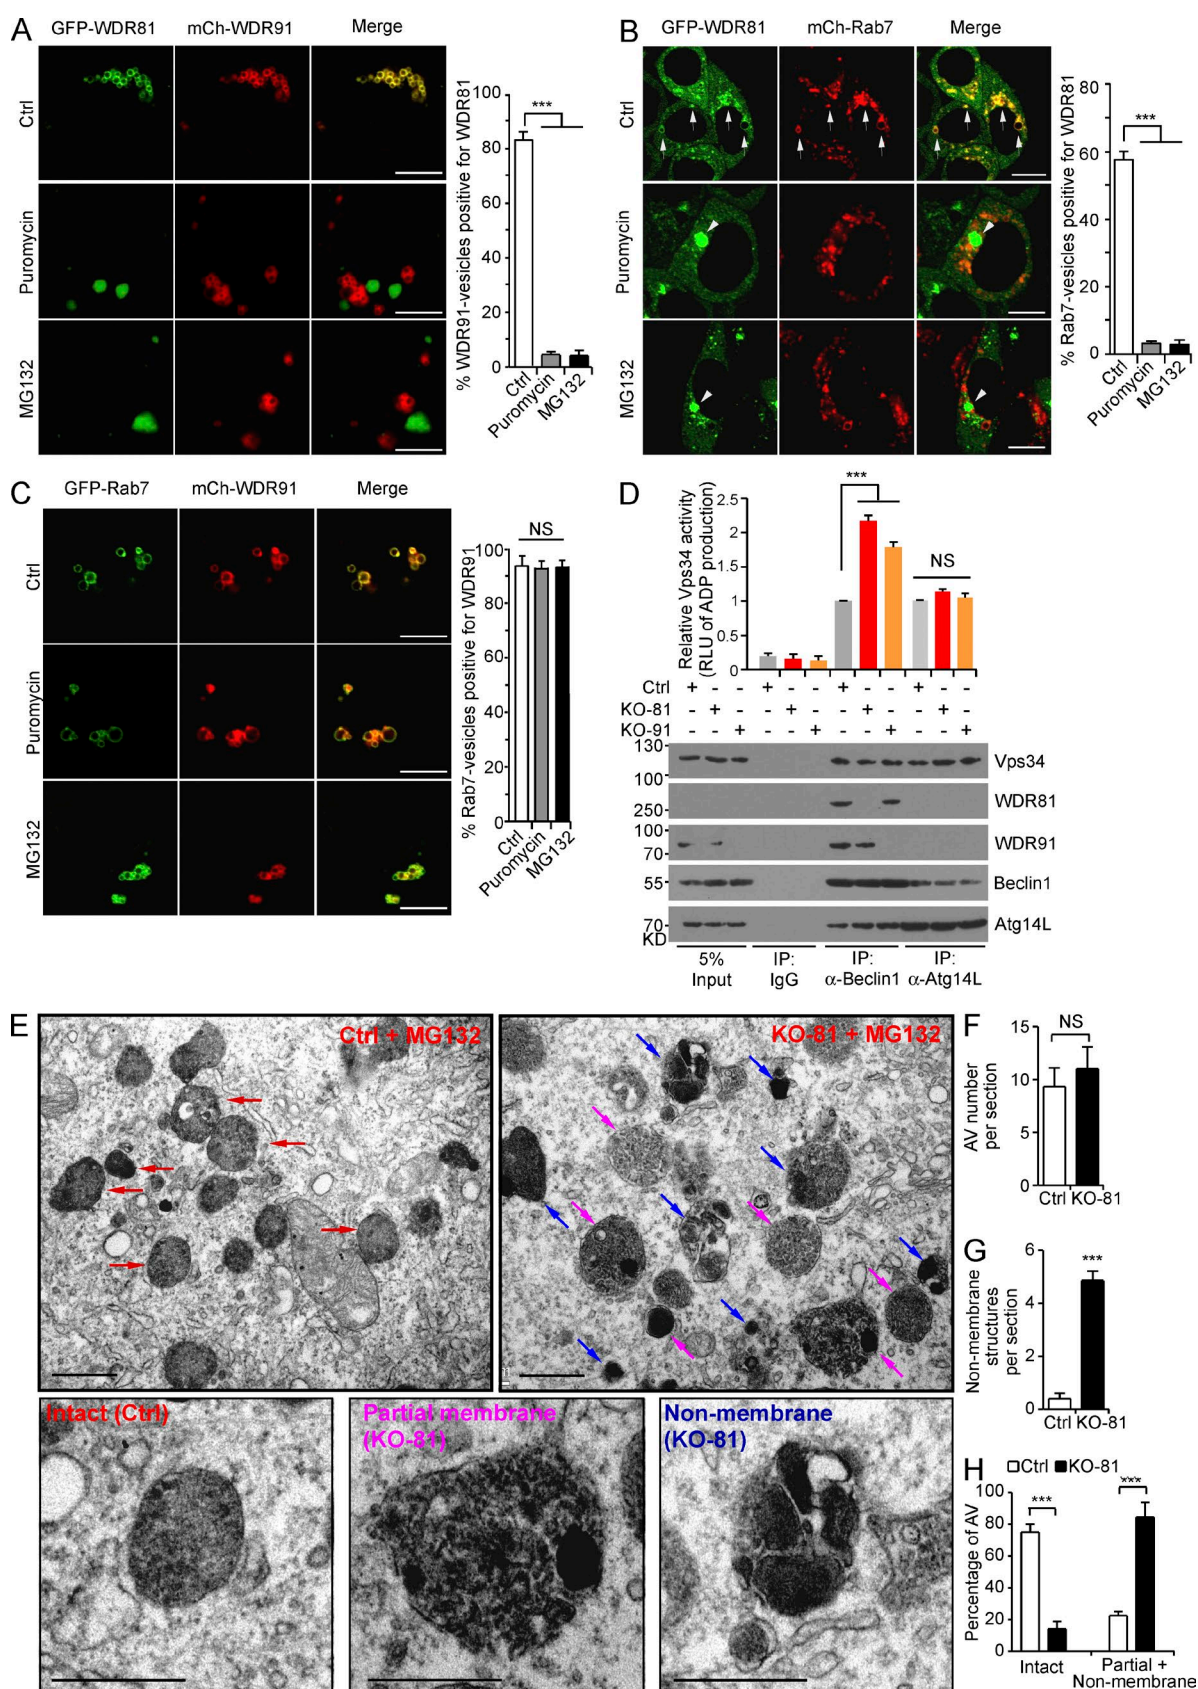 A
GFP-WDR81 mCh-WDR91 Merge
Ctrl
Puromycin
MG132
% WDR91-vesicles positive for WDR81
100
80
60
40
20
0
***
Ctrl
Puromycin
MG132
B
GFP-WDR81 mCh-Rab7 Merge
Ctrl
Puromycin
MG132
% Rab7-vesicles positive for WDR81
80
60
40
20
0
***
Ctrl
Puromycin
MG132
C
GFP-Rab7 mCh-WDR91 Merge
Ctrl
Puromycin
MG132
% Rab7-vesicles positive for WDR91
100
80
60
40
20
0
NS
Ctrl
Puromycin
MG132
D
Relative Vps34 activity
(RLU of ADP production)
2.5
2
1.5
1
0.5
0
***
NS
Ctrl + - - + - - + - - + - -
KO-81 - + - - + - - + - - + -
KO-91 - - + - - + - - + - - +
130
100
Vps34
250
WDR81
100
70
WDR91
55
Beclin1
70
KD
Atg14L
5% IP: IP: IP:
Input IgG α-Beclin1 α-Atg14L
E
Ctrl + MG132
KO-81 + MG132
Intact (Ctrl)
Partial membrane
(KO-81)
Non-membrane
(KO-81)
F
AV number
per section
15
10
5
0
NS
Ctrl KO-81
G
Non-membrane
structures
per section
6
4
2
0
***
Ctrl KO-81
H
Ctrl KO-81
Percentage of AV
100
80
60
40
20
0
***
***
Intact Partial +
Non-membrane